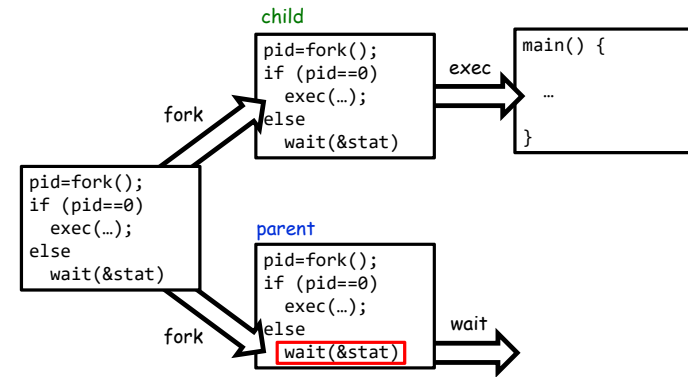 child
pid=fork();
if (pid==0)
exec(…);
else
wait(&stat)
exec
main() {
…
}
fork
pid=fork();
if (pid==0)
exec(…);
else
wait(&stat)
parent
pid=fork();
if (pid==0)
exec(…);
else
wait(&stat)
wait
fork